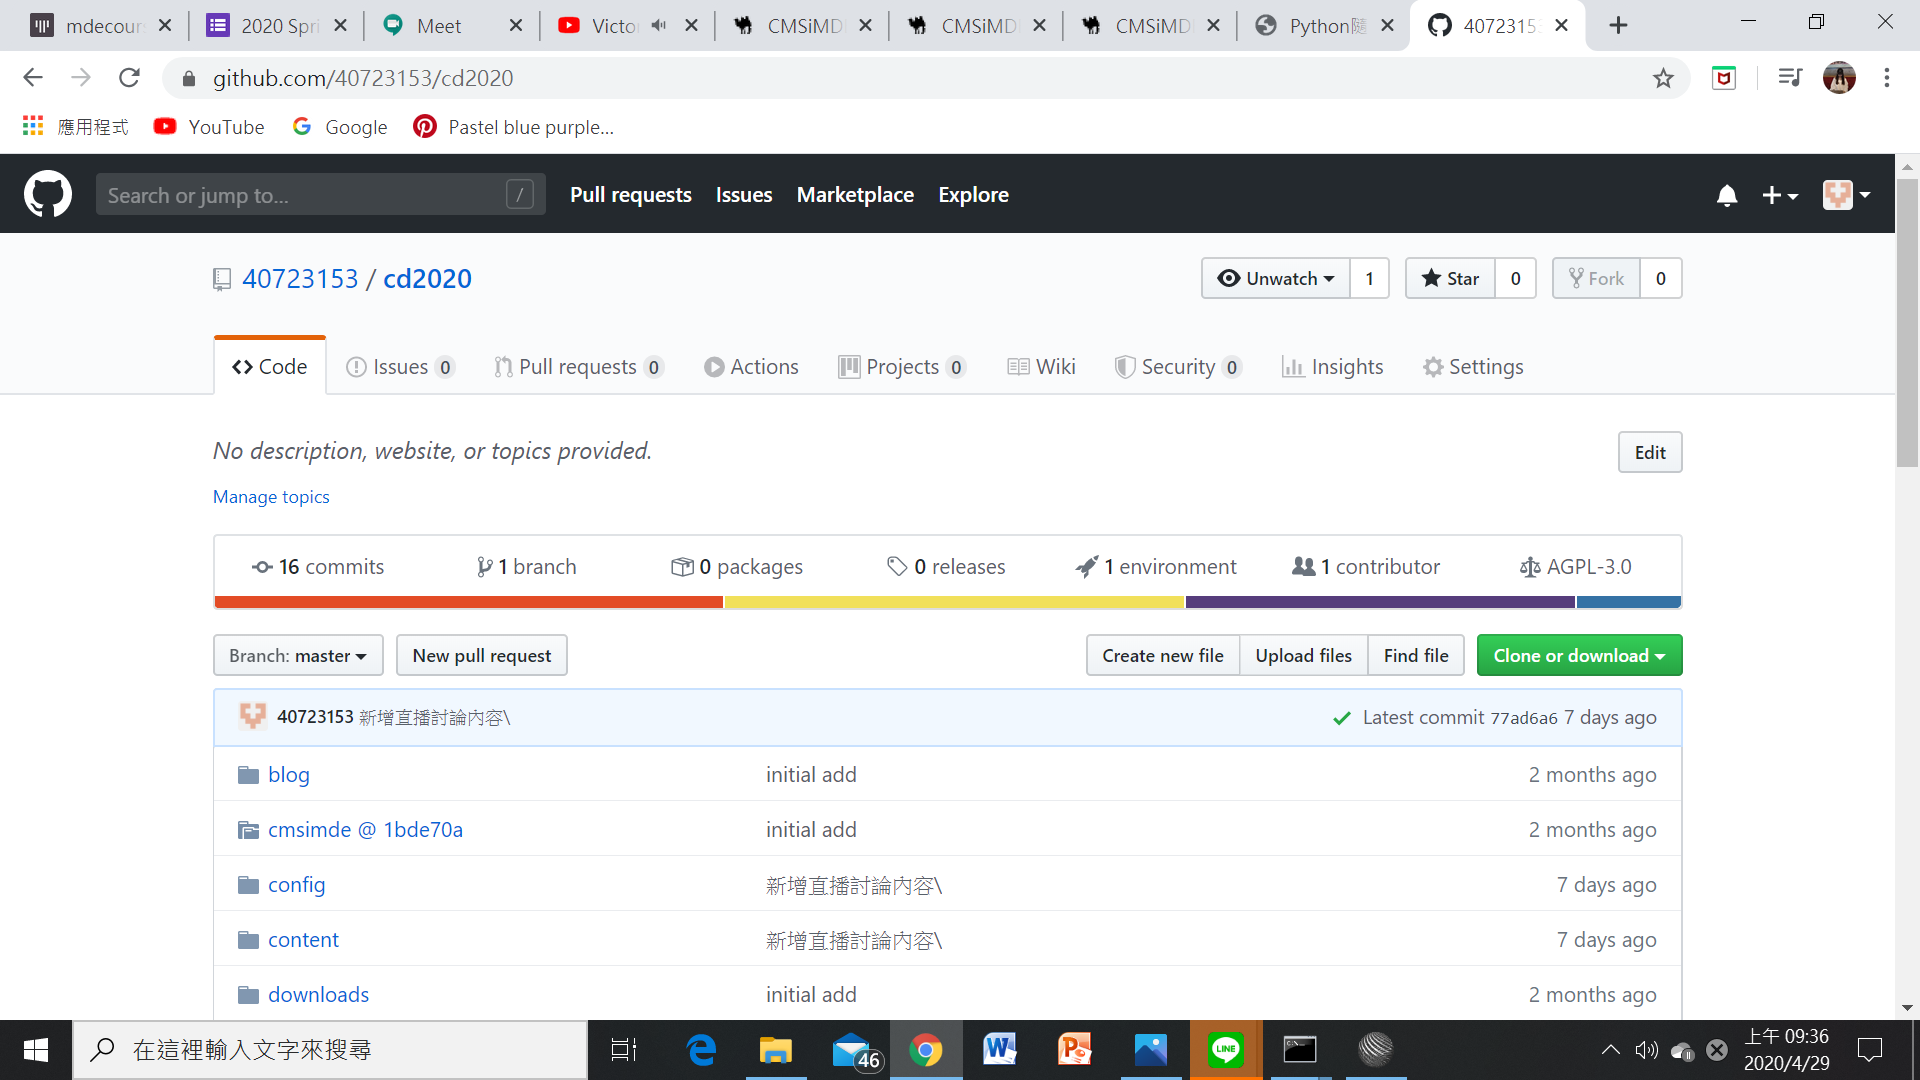 mdecour
2020 Spri
Meet
Victo
CMSiMD
CMSiMD
CMSiMD
Python隨
4072315
github.com/40723153/cd2020
應用程式
YouTube
Google
Pastel blue purple...
Search or jump to...
/
Pull requests
Issues
Marketplace
Explore
40723153 / cd2020
Unwatch
1
Star
0
Fork
0
Code
Issues 0
Pull requests 0
Actions
Projects 0
Wiki
Security 0
Insights
Settings
No description, website, or topics provided.
Edit
Manage topics
16 commits
1 branch
0 packages
0 releases
1 environment
1 contributor
AGPL-3.0
Branch: master
New pull request
Create new file
Upload files
Find file
Clone or download
40723153 新增直播討論內容\
Latest commit 77ad6a6 7 days ago
blog
initial add
2 months ago
cmsimde @ 1bde70a
initial add
2 months ago
config
新增直播討論內容\
7 days ago
content
新增直播討論內容\
7 days ago
downloads
initial add
2 months ago
在這裡輸入文字來搜尋
46
LINE
上午 09:36
2020/4/29